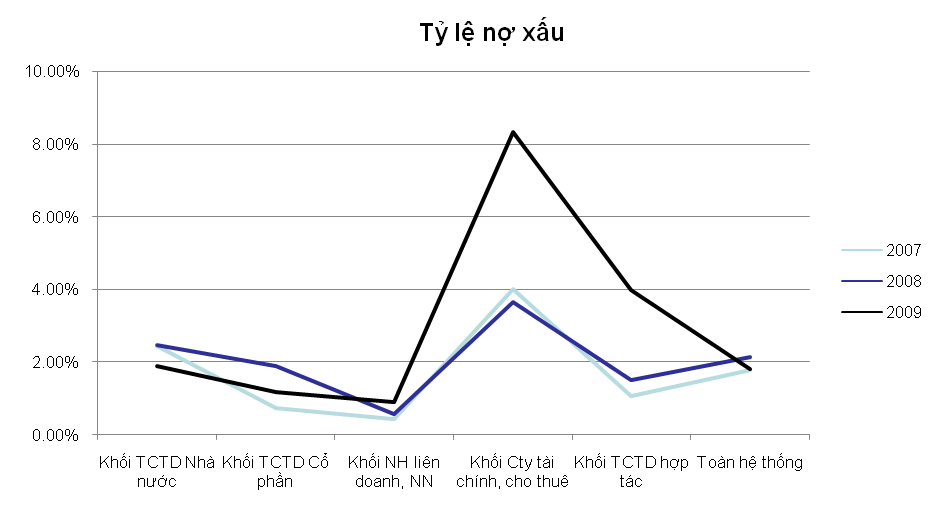 Tỷ lệ nợ xấu
10.00%
8.00%
6.00%
4.00%
2.00%
0.00%
Khối TCTD Nhà
nước
Khối TCTD Cổ
phần
Khối NH liên
doanh, NN
Khối Cty tài
chính, cho thuê
Khối TCTD hợp
tác
Toàn hệ thống
2007
2008
2009